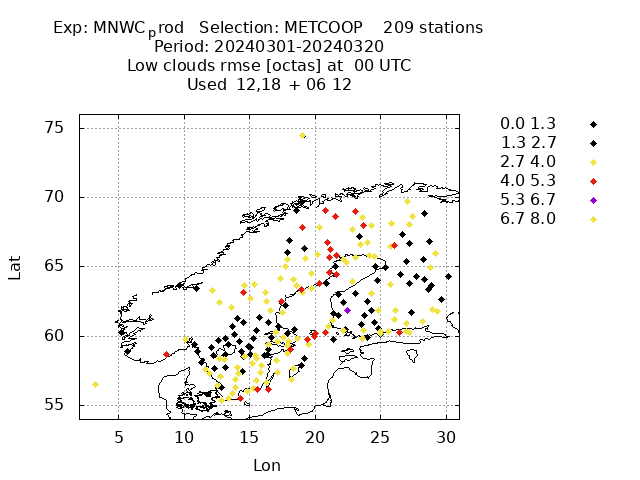 Exp: MNWCprod   Selection: METCOOP    209 stations
Period: 20240301-20240320
Low clouds rmse [octas] at  00 UTC
Used  12,18 + 06 12
0.0 1.3
1.3 2.7
2.7 4.0
4.0 5.3
5.3 6.7
6.7 8.0
75
70
65
60
55
Lat
5 10 15 20 25 30
Lon